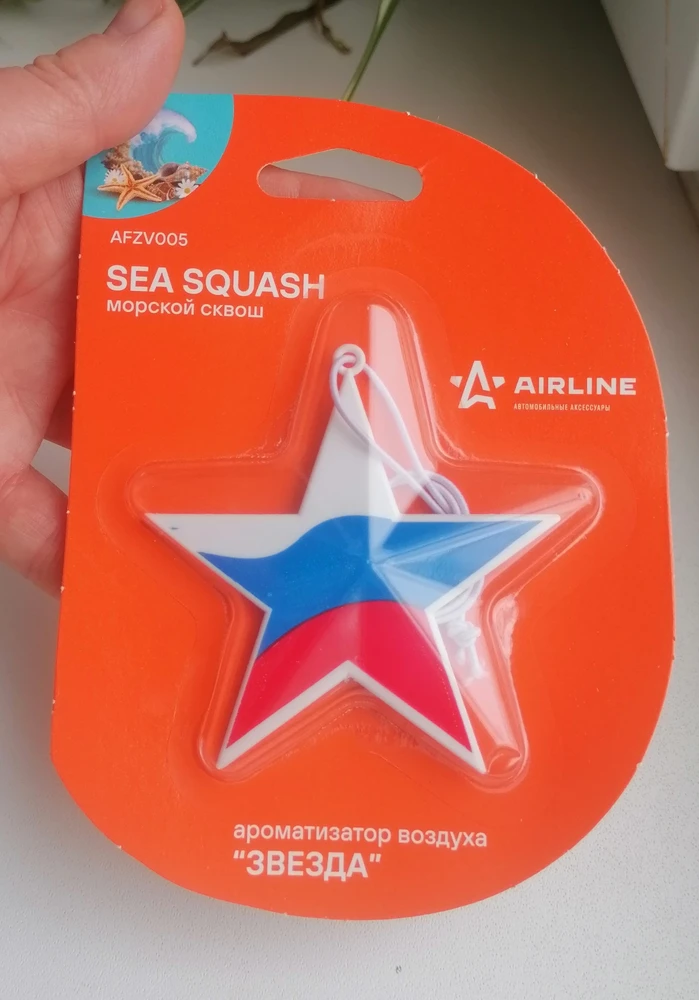 AFZV005
SEA SQUASH
морской сквош
AIRLINE
АВТОМОБИЛЬНЫЕ АКСЕССУАРЫ
ароматизатор воздуха
“ЗВЕЗДА”